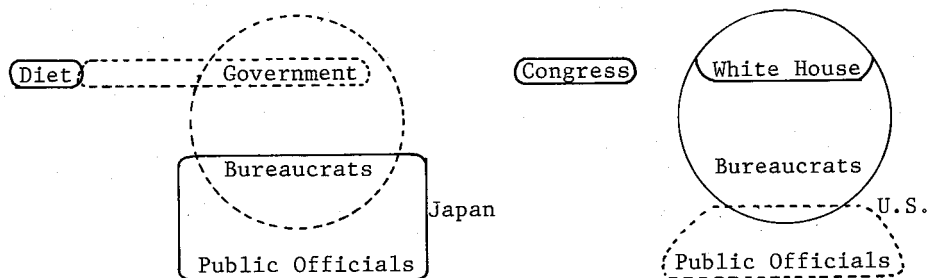 Diet Government
Bureaucrats
Japan
Public Officials
Congress White House
Bureaucrats
U.S.
Public Officials